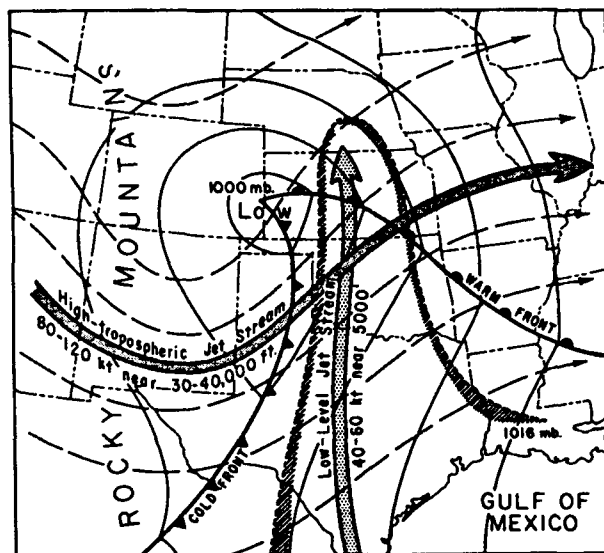 ROCKY MOUNTAINS
1000 mb.
Low
High-tropospheric Jet Stream
80-120 kt near 30-40,000 ft.
Low-Level Jet Stream
40-60 kt near 5000'
WARM FRONT
COLD FRONT
1016 mb.
GULF OF
MEXICO